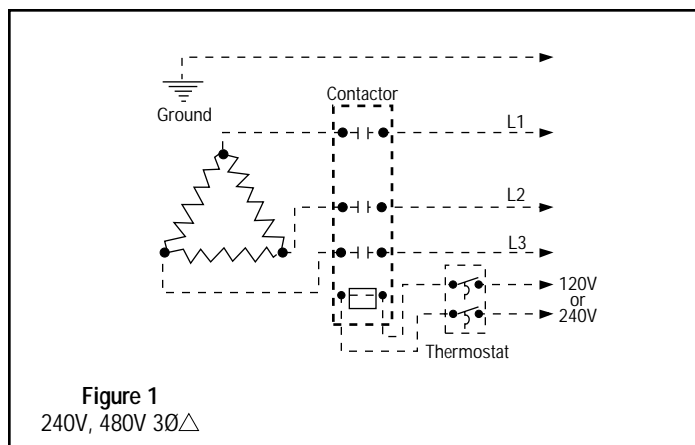 Ground
Contactor
L1
L2
L3
120V
or
240V
Thermostat
Figure 1
240V, 480V 3Ø△